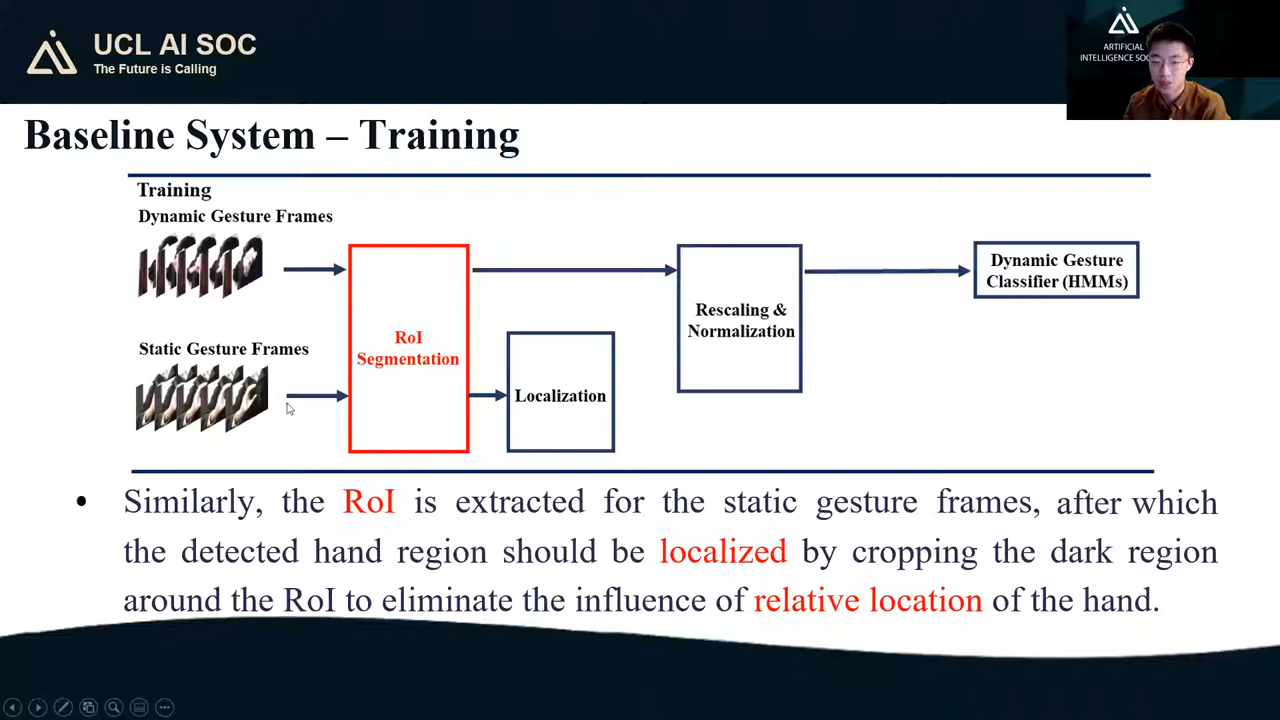 UCL AI SOC
The Future is Calling
ARTIFICIAL
INTELLIGENCE SOC
Baseline System – Training
Training
Dynamic Gesture Frames
Static Gesture Frames
RoI
Segmentation
Localization
Rescaling &
Normalization
Dynamic Gesture
Classifier (HMMs)
• Similarly, the RoI is extracted for the static gesture frames, after which
the detected hand region should be localized by cropping the dark region
around the RoI to eliminate the influence of relative location of the hand.